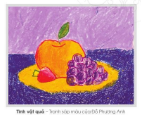 Tĩnh vật quả – Tranh sáp màu của Đỗ Phương Anh